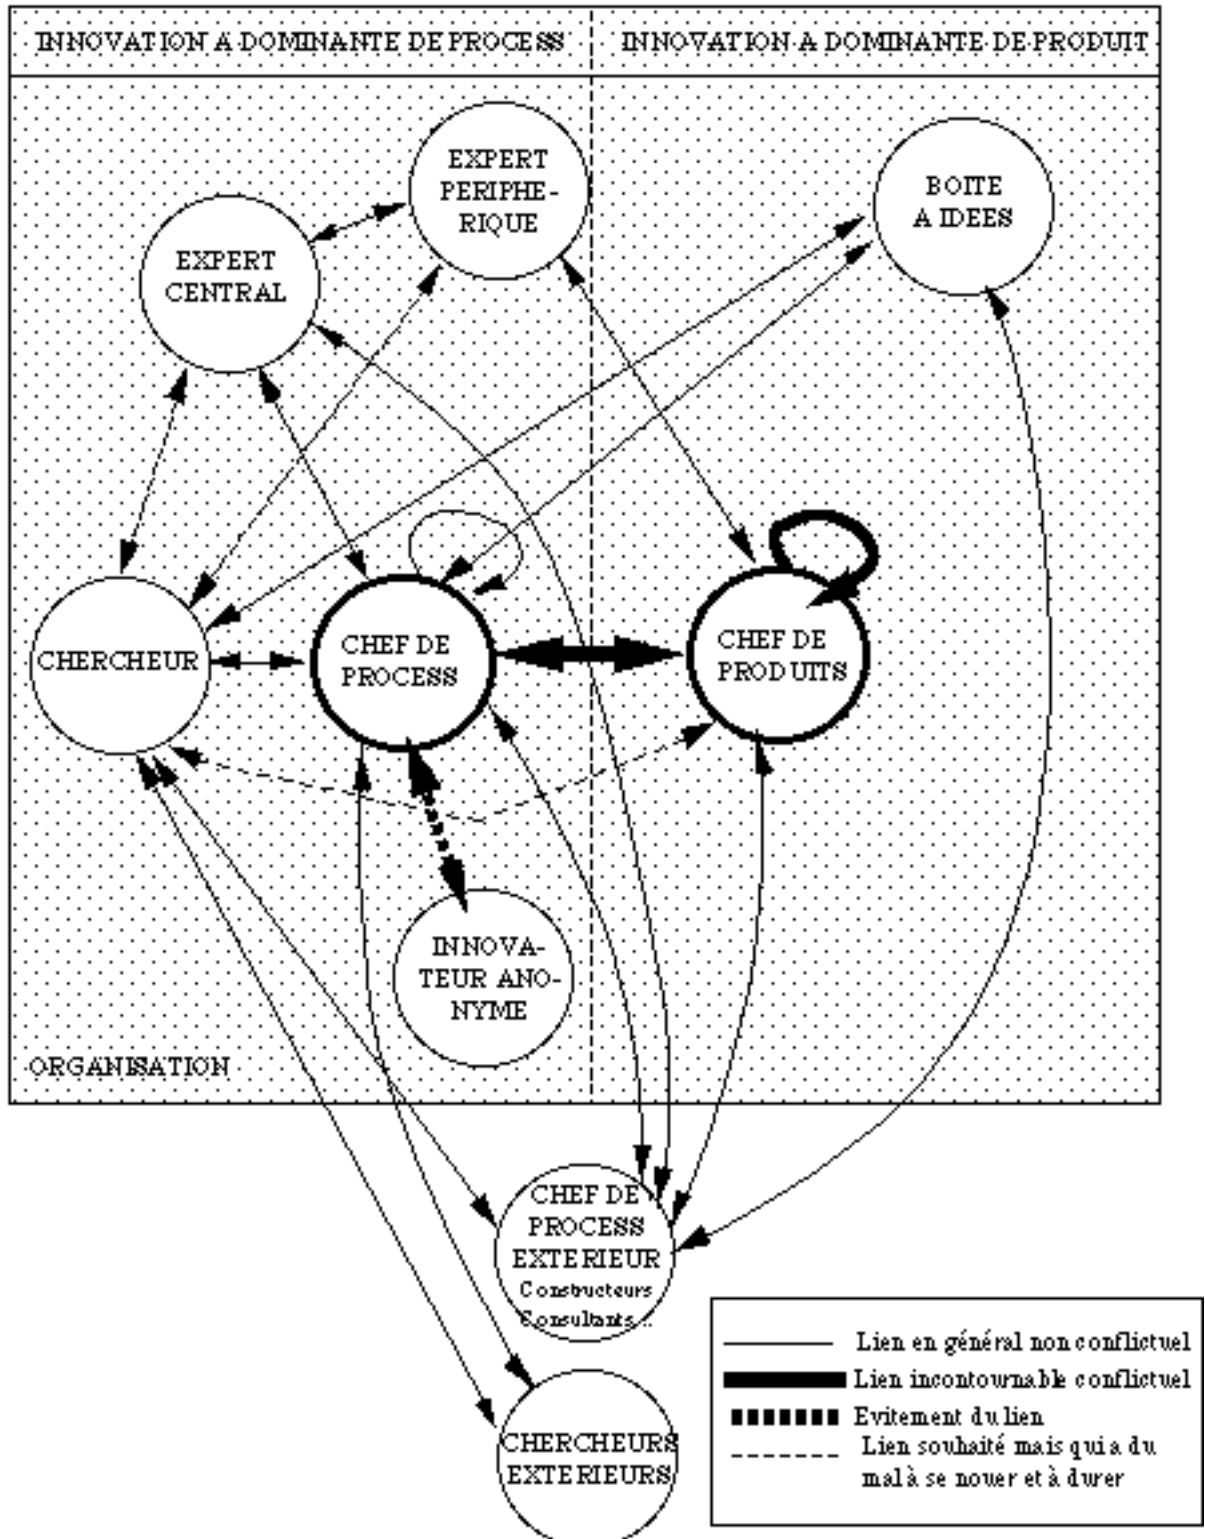 INNOVATION A DOMINANTE DE PROCESS
INNOVATION A DOMINANTE DE PRODUIT
EXPERT
PERIPHE-
RIQUE
BOITE
A IDEES
EXPERT
CENTRAL
CHERCHEUR
CHEF DE
PROCESS
CHEF DE
PRODUITS
INNOVA-
TEUR ANO-
NYME
ORGANISATION
CHEF DE
PROCESS
EXTERIEUR
Constructeurs
Consultants...
CHERCHEURS
EXTERIEURS
Lien en général non conflictuel
Lien incontournable conflictuel
Evitement du lien
Lien souhaité mais qui a du
mal à se nouer et à durer